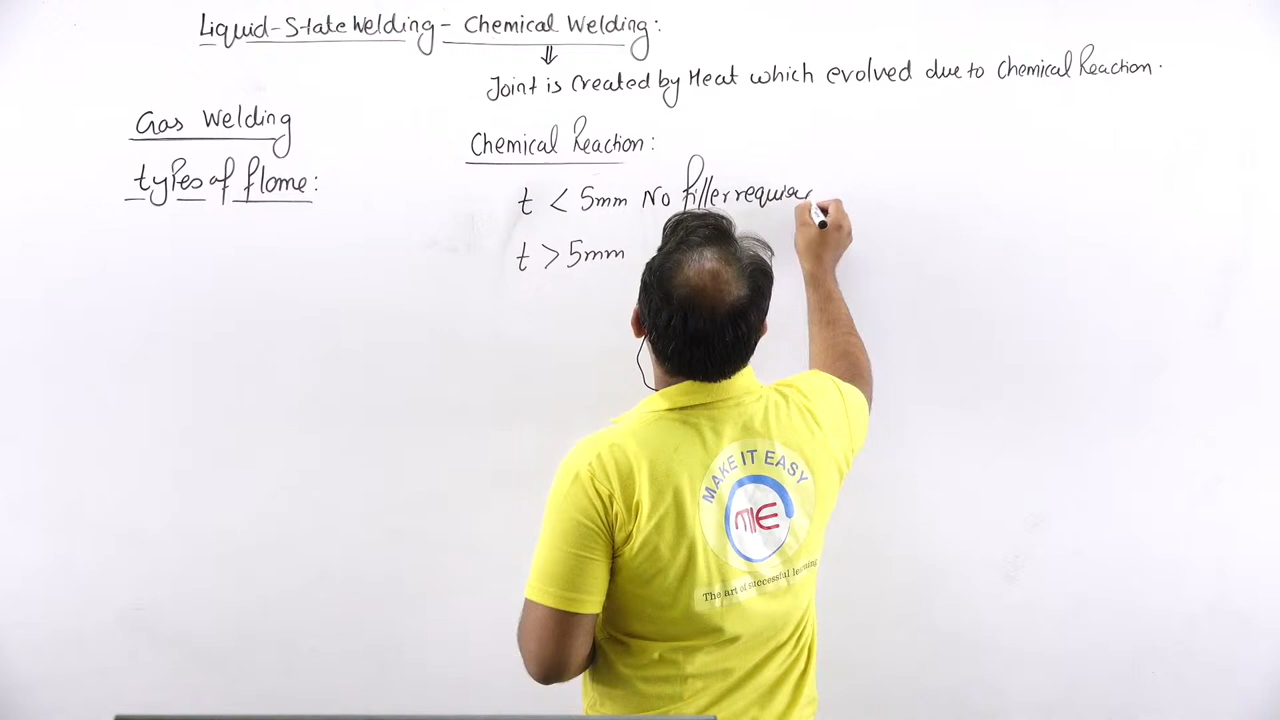 Liquid-State Welding - Chemical Welding:
⇓
Joint is created by Heat which evolved due to Chemical Reaction.
Gas Welding
types of flame:
Chemical Reaction:
t < 5mm No filler requir
t > 5mm
MAKE IT EASY
MIE
The art of successful learning